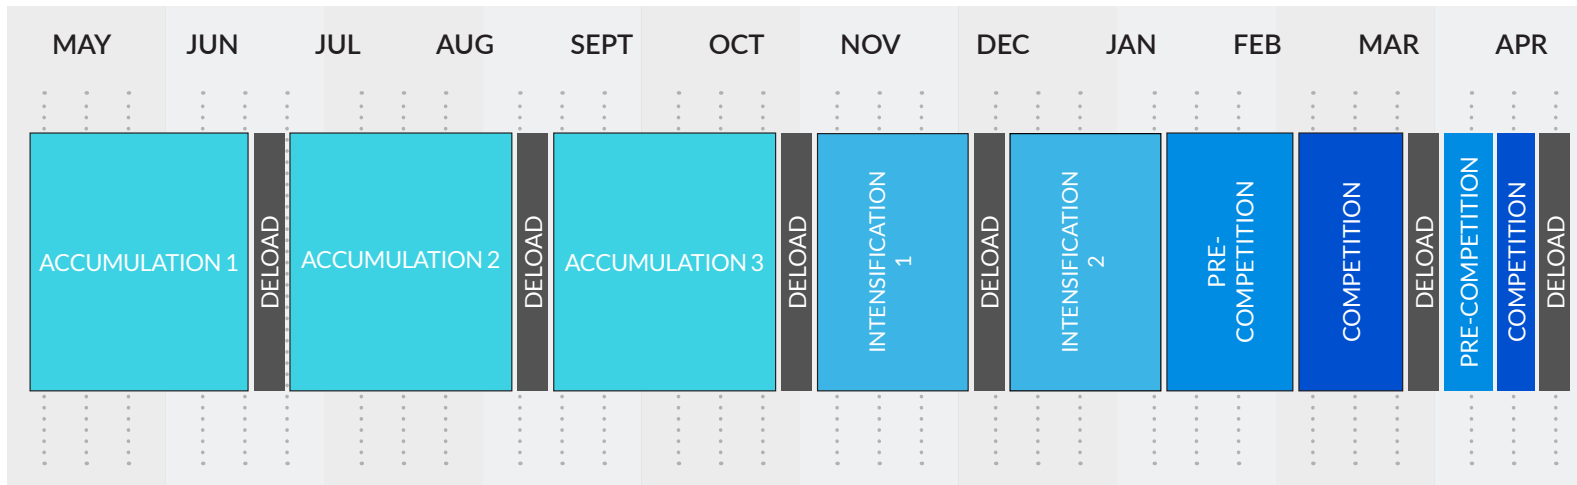 MAY JUN JUL AUG SEPT OCT NOV DEC JAN FEB MAR APR
ACCUMULATION 1
DELOAD
ACCUMULATION 2
DELOAD
ACCUMULATION 3
DELOAD
INTENSIFICATION
1
DELOAD
INTENSIFICATION
2
PRE-
COMPETITION
COMPETITION
DELOAD
PRE-COMPETITION
COMPETITION
DELOAD